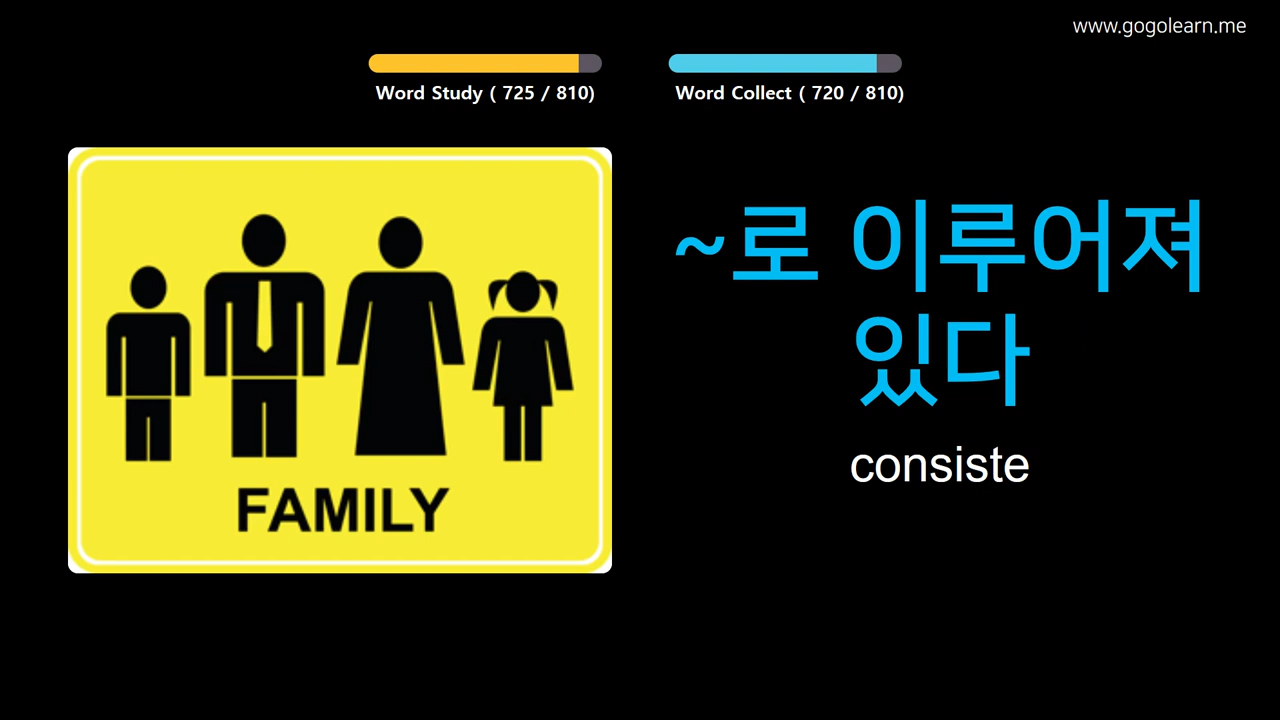 www.gogolearn.me
Word Study ( 725 / 810)
Word Collect ( 720 / 810)
~로 이루어져
있다
consiste
FAMILY